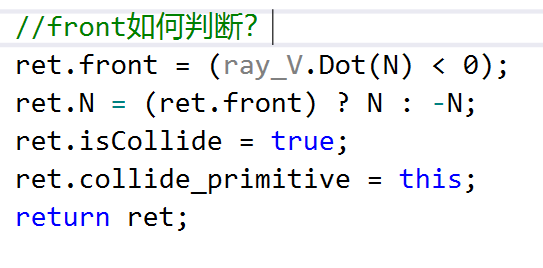 //front如何判断?
ret.front = (ray_V.Dot(N) < 0);
ret.N = (ret.front) ? N : -N;
ret.isCollide = true;
ret.collide_primitive = this;
return ret;